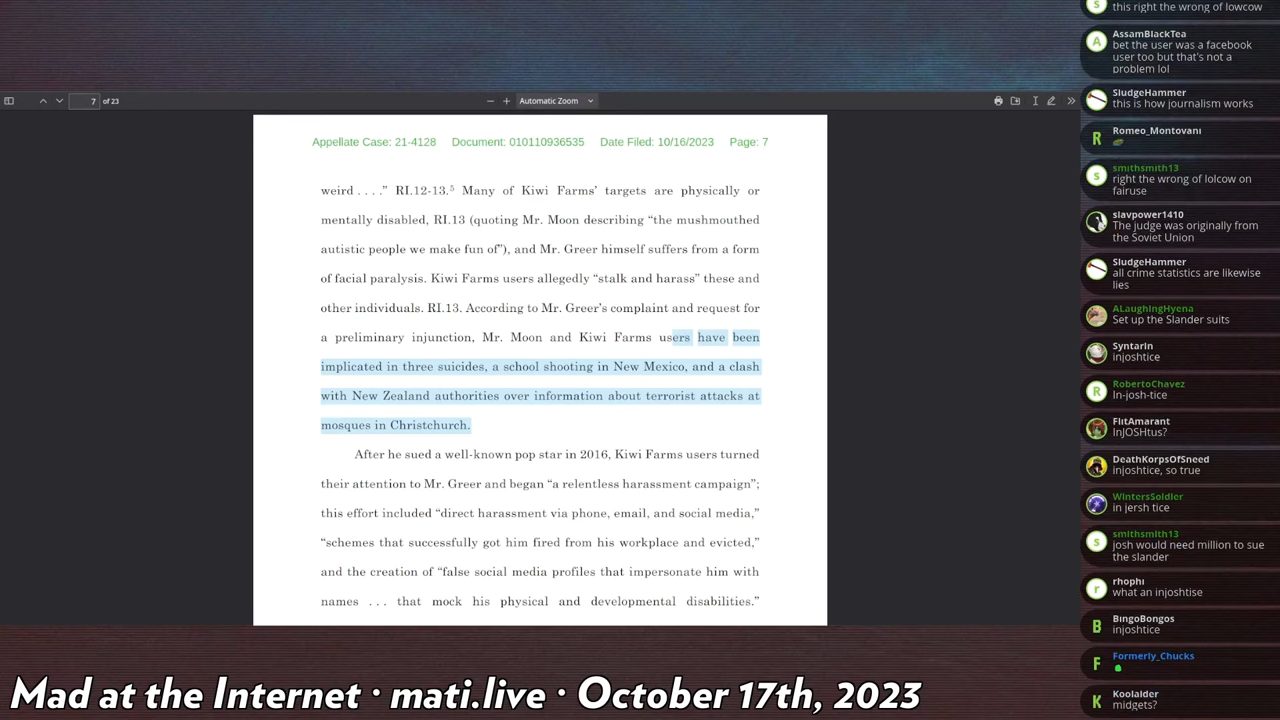 7 of 23
Automatic Zoom
Appellate Case: 21-4128 Document: 010110936535 Date Filed: 10/16/2023 Page: 7
weird . . . .” RI.12-13.⁵ Many of Kiwi Farms’ targets are physically or
mentally disabled, RI.13 (quoting Mr. Moon describing “the mushmouthed
autistic people we make fun of”), and Mr. Greer himself suffers from a form
of facial paralysis. Kiwi Farms users allegedly “stalk and harass” these and
other individuals. RI.13. According to Mr. Greer’s complaint and request for
a preliminary injunction, Mr. Moon and Kiwi Farms users have been
implicated in three suicides, a school shooting in New Mexico, and a clash
with New Zealand authorities over information about terrorist attacks at
mosques in Christchurch.
After he sued a well-known pop star in 2016, Kiwi Farms users turned
their attention to Mr. Greer and began “a relentless harassment campaign”;
this effort included “direct harassment via phone, email, and social media,”
“schemes that successfully got him fired from his workplace and evicted,”
and the creation of “false social media profiles that impersonate him with
names . . . that mock his physical and developmental disabilities.”
s
this right the wrong of lowcow
A
AssamBlackTea
bet the user was a facebook
user too but that's not a
problem lol
SludgeHammer
this is how journalism works
R
Romeo_Montovani
s
smithsmith13
right the wrong of lolcow on
fairuse
slavpower1410
The judge was originally from
the Soviet Union
SludgeHammer
all crime statistics are likewise
lies
ALaughingHyena
Set up the Slander suits
SyntarIn
injoshtice
R
RobertoChavez
In-josh-tice
FlitAmarant
InJOSHtus?
DeathKorpsOfSneed
injoshtice, so true
WintersSoldier
in jersh tice
s
smithsmith13
josh would need million to sue
the slander
r
rhophi
what an injoshtise
B
BingoBongos
injoshtice
F
Formerly_Chucks
K
Koolaider
midgets?
Mad at the Internet · mati.live · October 17th, 2023